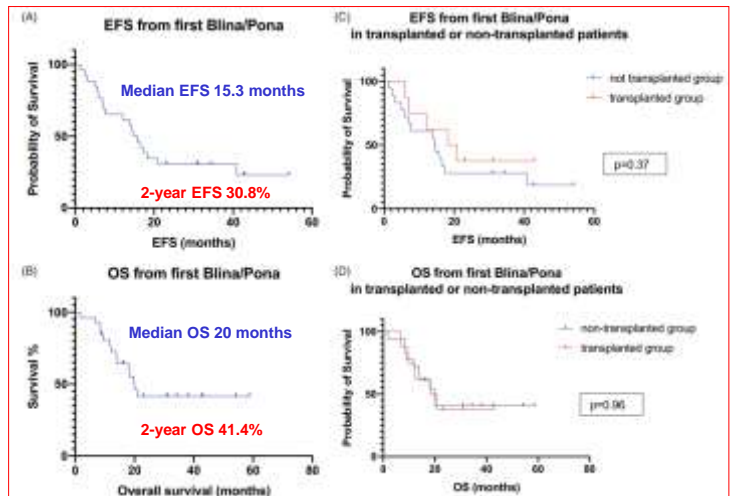 (A)
EFS from first Blina/Pona
Probability of Survival
100
50
0
Median EFS 15.3 months
2-year EFS 30.8%
0 20 40 60
EFS (months)
(C)
EFS from first Blina/Pona
in transplanted or non-transplanted patients
Probability of Survival
100
50
0
not transplanted group
transplanted group
p=0.37
0 20 40 60
EFS (months)
(B)
OS from first Blina/Pona
Survival %
100
50
0
Median OS 20 months
2-year OS 41.4%
0 20 40 60 80
Overall survival (months)
(D)
OS from first Blina/Pona
in transplanted or non-transplanted patients
Probability of Survival
100
50
0
non-transplanted group
transplanted group
p=0.96
0 20 40 60 80
OS (months)